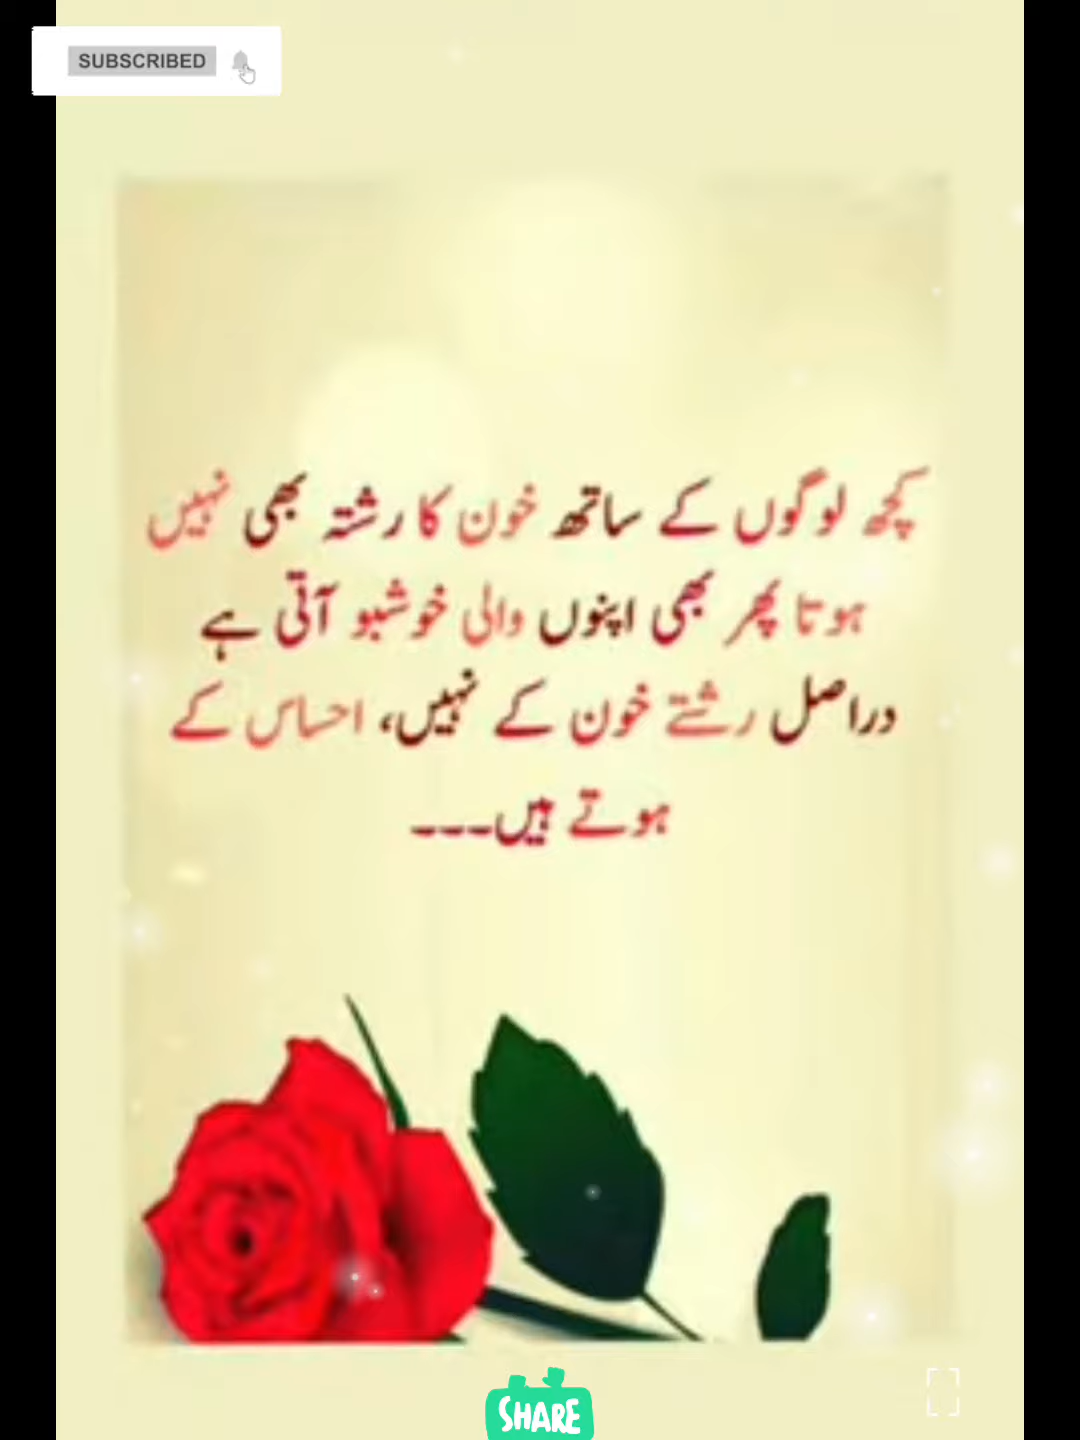 SUBSCRIBED
کچھ لوگوں کے ساتھ خون کا رشتہ بھی نہیں
ہوتا پھر بھی اپنوں والی خوشبو آتی ہے
دراصل رشتے خون کے نہیں، احساس کے
ہوتے ہیں۔۔۔
SHARE